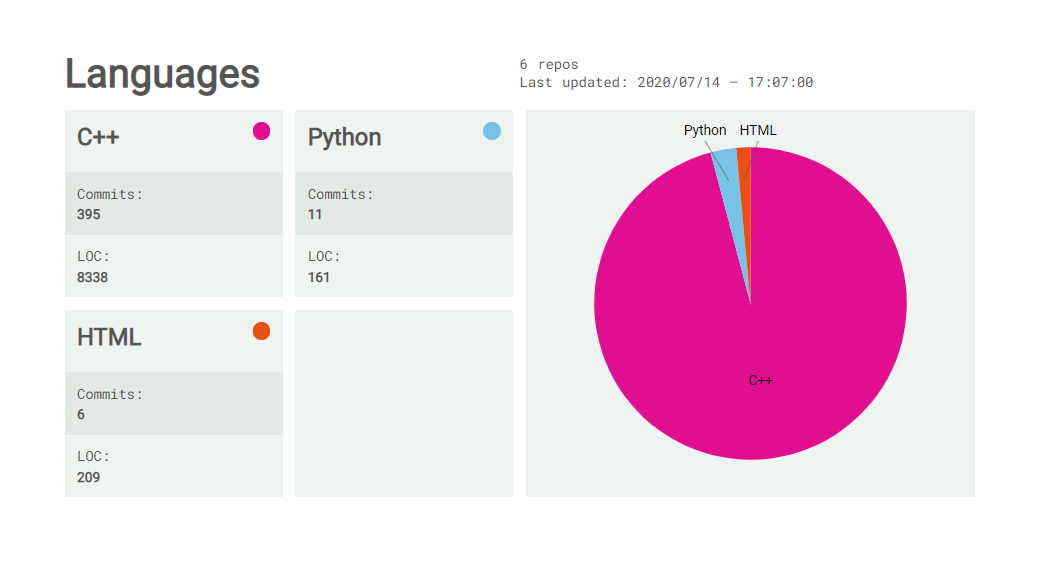 Languages
6 repos
Last updated: 2020/07/14 – 17:07:00
C++
Commits:
395
LOC:
8338
Python
Commits:
11
LOC:
161
HTML
Commits:
6
LOC:
209
Python HTML
C++